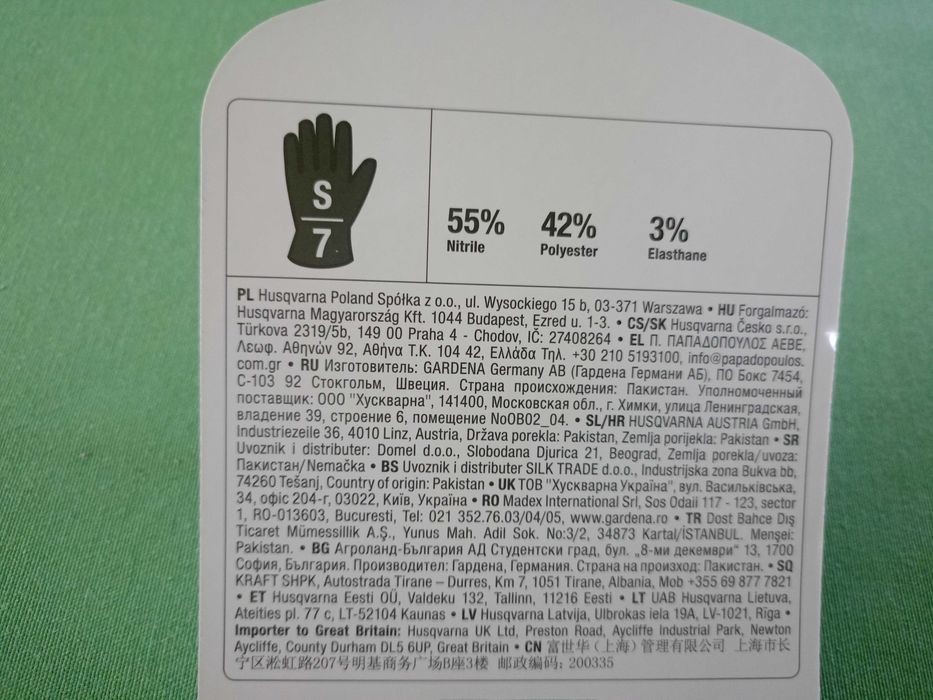 S
7
55% 42% 3%
Nitrile Polyester Elasthane
PL Husqvarna Poland Spółka z o.o., ul. Wysockiego 15 b, 03-371 Warszawa • HU Forgalmazó:
Husqvarna Magyarország Kft. 1044 Budapest, Ezred u. 1-3. • CS/SK Husqvarna Česko s.r.o.,
Türkova 2319/5b, 149 00 Praha 4 - Chodov, IČ: 27408264 • EL Π. ΠΑΠΑΔΟΠΟΥΛΟΣ ΑΕΒΕ,
Λεωφ. Αθηνών 92, Αθήνα Τ.Κ. 104 42, Ελλάδα Τηλ. +30 210 5193100, info@papadopoulos.
com.gr • RU Изготовитель: GARDENA Germany AB (Гардена Германи АБ), ПО Бокс 7454,
С-103 92 Стокгольм, Швеция. Страна происхождения: Пакистан. Уполномоченный
поставщик: ООО "Хускварна", 141400, Московская обл., г. Химки, улица Ленинградская,
владение 39, строение 6, помещение NoOB02_04. • SL/HR HUSQVARNA AUSTRIA GmbH,
Industriezeile 36, 4010 Linz, Austria, Država porekla: Pakistan, Zemlja porijekla: Pakistan • SR
Uvoznik i distributer: Domel d.o.o., Slobodana Djurica 21, Beograd, Zemlja porekla/uvoza:
Пакистан/Nemačka • BS Uvoznik i distributer SILK TRADE d.o.o., Industrijska zona Bukva bb,
74260 Tešanj, Country of origin: Pakistan • UK ТОВ "Хускварна Україна", вул. Васильківська,
34, офіс 204-г, 03022, Київ, Україна • RO Madex International Srl, Sos Odaii 117 - 123, sector
1, RO-013603, Bucuresti, Tel: 021 352.76.03/04/05, www.gardena.ro • TR Dost Bahçe Dış
Ticaret Mümessillik A.Ş., Yunus Mah. Adil Sok. No:3/2, 34873 Kartal/İSTANBUL. Menşei:
Pakistan. • BG Агроланд-България АД Студентски град, бул. „8-ми декември“ 13, 1700
София, България. Производител: Гардена, Германия. Страна на произход: Пакистан. • SQ
KRAFT SHPK, Autostrada Tirane – Durres, Km 7, 1051 Tirane, Albania, Mob +355 69 877 7821
• ET Husqvarna Eesti OÜ, Valdeku 132, Tallinn, 11216 Eesti • LT UAB Husqvarna Lietuva,
Ateities pl. 77 c, LT-52104 Kaunas • LV Husqvarna Latvija, Ulbrokas iela 19A, LV-1021, Rīga •
Importer to Great Britain: Husqvarna UK Ltd, Preston Road, Aycliffe Industrial Park, Newton
Aycliffe, County Durham DL5 6UP, Great Britain • CN 富世华（上海）管理有限公司 上海市长
宁区淞虹路207号明基商务广场B座3楼 邮政编码: 200335